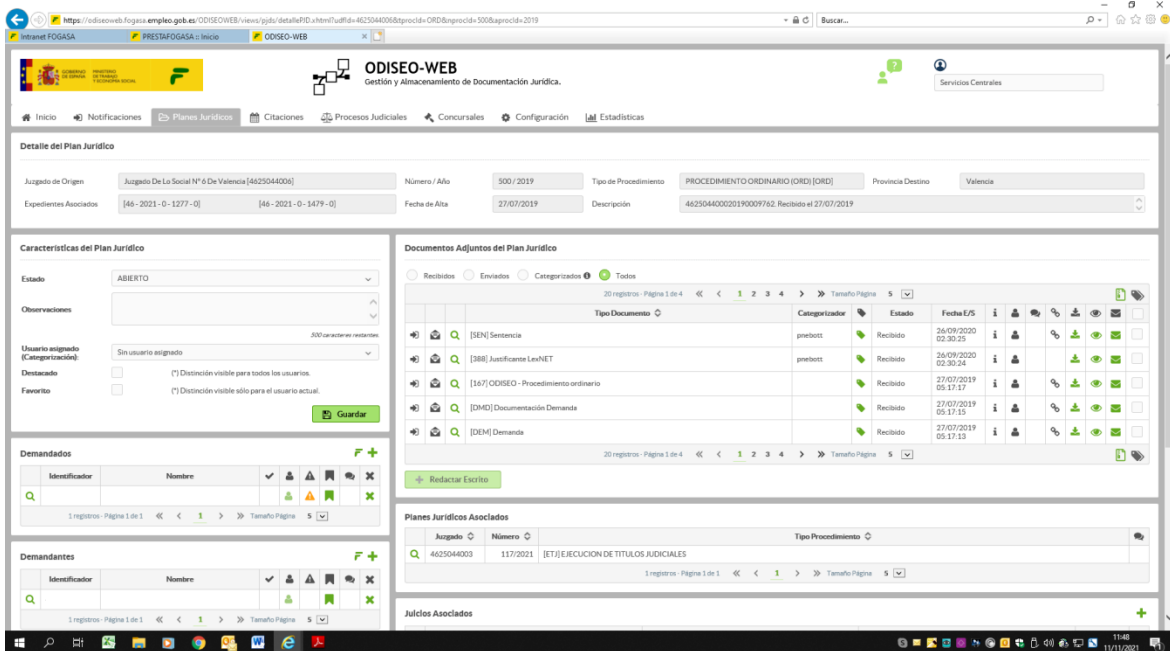 https://odiseoweb.fogasa.empleo.gob.es/ODISEOWEB/views/pjds/detallePJD.xhtml?udfId=4625044006&tprocId=ORD&nprocid=500&aprocid=2019
Buscar...
Intranet FOGASA
PRESTAFOGASA :: Inicio
ODISEO-WEB
GOBIERNO DE ESPAÑA
MINISTERIO DE TRABAJO Y ECONOMÍA SOCIAL
ODISEO-WEB
Gestión y Almacenamiento de Documentación Jurídica.
Servicios Centrales
Inicio Notificaciones Planes Jurídicos Citaciones Procesos Judiciales Concursales Configuración Estadísticas
Detalle del Plan Jurídico
Juzgado de Origen Juzgado De Lo Social Nº 6 De Valencia [4625044006] Número / Año 500 / 2019 Tipo de Procedimiento PROCEDIMIENTO ORDINARIO (ORD) [ORD] Provincia Destino Valencia
Expedientes Asociados [46 - 2021 - 0 - 1277 - 0] [46 - 2021 - 0 - 1479 - 0] Fecha de Alta 27/07/2019 Descripción 462504400020190009762. Recibido el 27/07/2019
Características del Plan Jurídico
Estado ABIERTO
Observaciones
500 caracteres restantes.
Usuario asignado (Categorización): Sin usuario asignado
Destacado (*) Distinción visible para todos los usuarios.
Favorito (*) Distinción visible sólo para el usuario actual.
Guardar
Demandados
Identificador Nombre
1 registros - Página 1 de 1 1 Tamaño Página 5
Demandantes
Identificador Nombre
1 registros - Página 1 de 1 1 Tamaño Página 5
Documentos Adjuntos del Plan Jurídico
Recibidos Enviados Categorizados Todos
20 registros - Página 1 de 4 1 2 3 4 Tamaño Página 5
Tipo Documento Categorizador Estado Fecha E/S
[SEN] Sentencia pnebott Recibido 26/09/2020 02:30:25
[388] Justificante LexNET pnebott Recibido 26/09/2020 02:30:24
[167] ODISEO - Procedimiento ordinario Recibido 27/07/2019 05:17:17
[DMD] Documentación Demanda Recibido 27/07/2019 05:17:15
[DEM] Demanda Recibido 27/07/2019 05:17:13
20 registros - Página 1 de 4 1 2 3 4 Tamaño Página 5
Redactar Escrito
Planes Jurídicos Asociados
Juzgado Número Tipo Procedimiento
4625044003 117/2021 [ETJ] EJECUCION DE TITULOS JUDICIALES
1 registros - Página 1 de 1 1 Tamaño Página 5
Juicios Asociados
11:48
11/11/2021